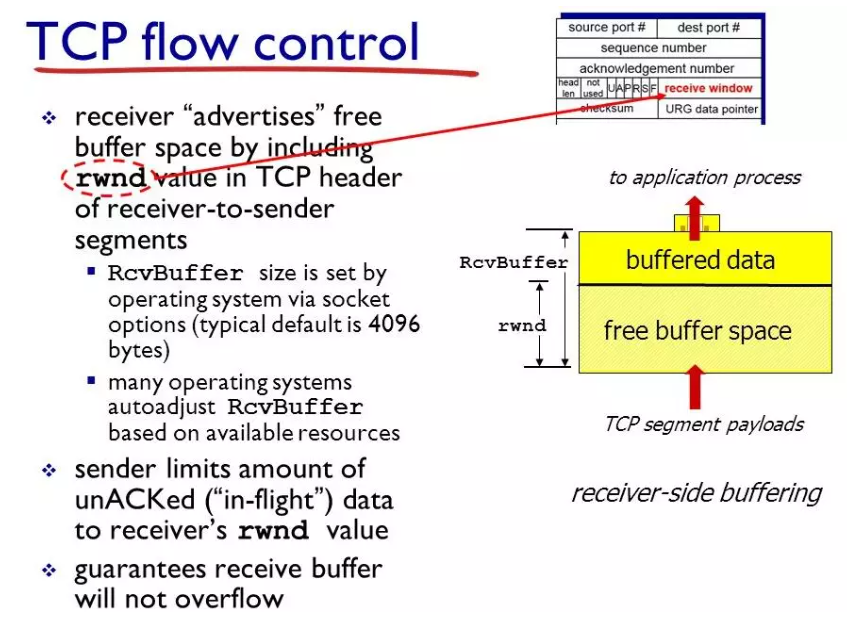 TCP flow control
receiver “advertises” free
buffer space by including
rwnd value in TCP header
of receiver-to-sender
segments
RcvBuffer size is set by
operating system via socket
options (typical default is 4096
bytes)
many operating systems
autoadjust RcvBuffer
based on available resources
sender limits amount of
unACKed (“in-flight”) data
to receiver’s rwnd value
guarantees receive buffer
will not overflow
source port # dest port #
sequence number
acknowledgement number
head len not used U A P R S F receive window
checksum URG data pointer
to application process
RcvBuffer
buffered data
rwnd
free buffer space
TCP segment payloads
receiver-side buffering